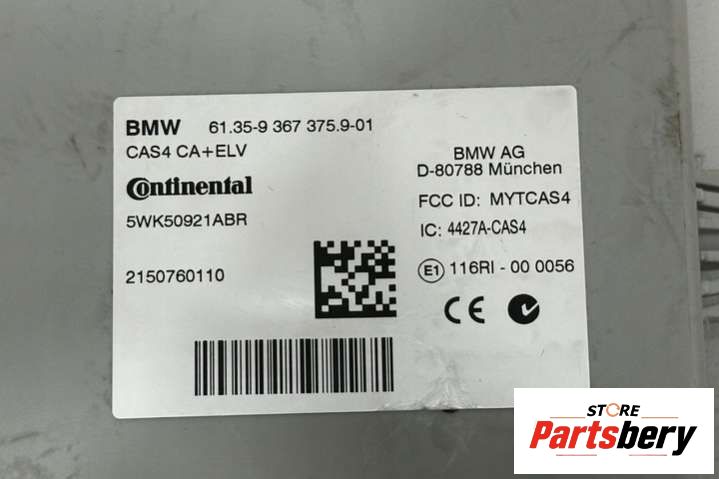 BMW 61.35-9 367 375.9-01
CAS4 CA+ELV
Continental
5WK50921ABR
2150760110
BMW AG
D-80788 München
FCC ID: MYTCAS4
IC: 4427A-CAS4
E1 116RI - 00 0056
CE
STORE
Partsbery